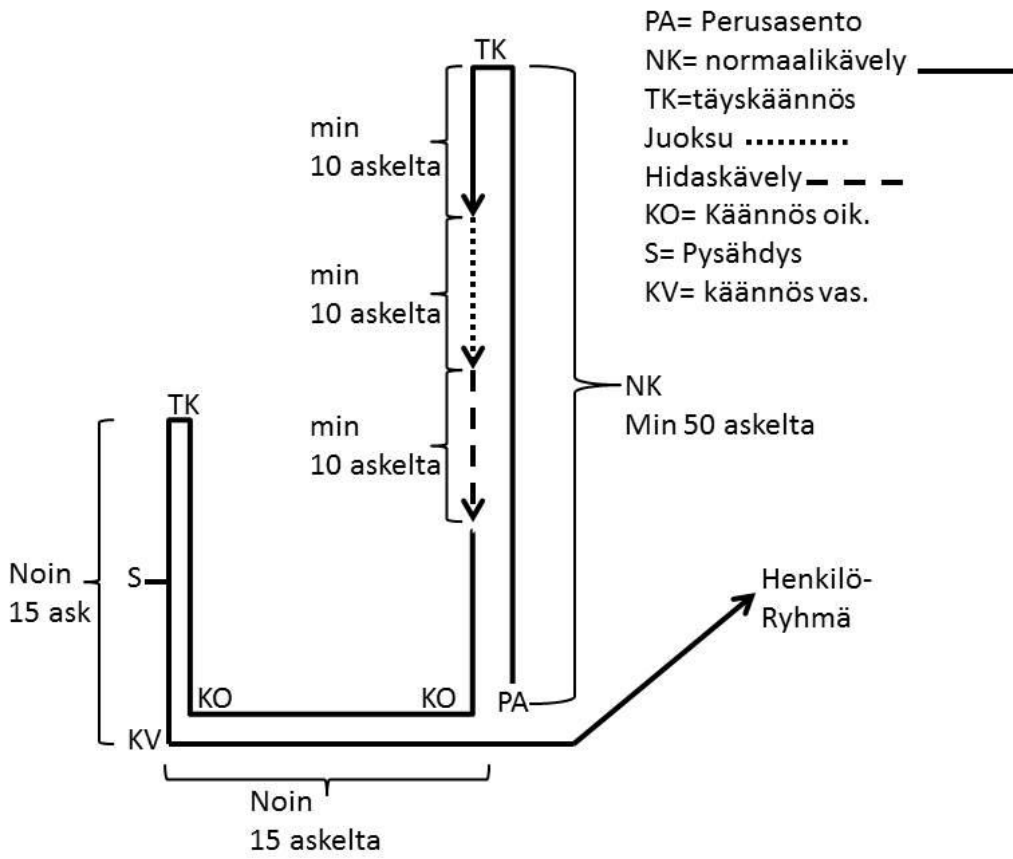 TK
min
10 askelta
min
10 askelta
min
10 askelta
PA= Perusasento
NK= normaalikävely
TK=täyskäännös
Juoksu
Hidaskävely
KO= Käännös oik.
S= Pysähdys
KV= käännös vas.
NK
Min 50 askelta
TK
Noin
15 ask
S
KO
KO
PA
KV
Henkilö-
Ryhmä
Noin
15 askelta